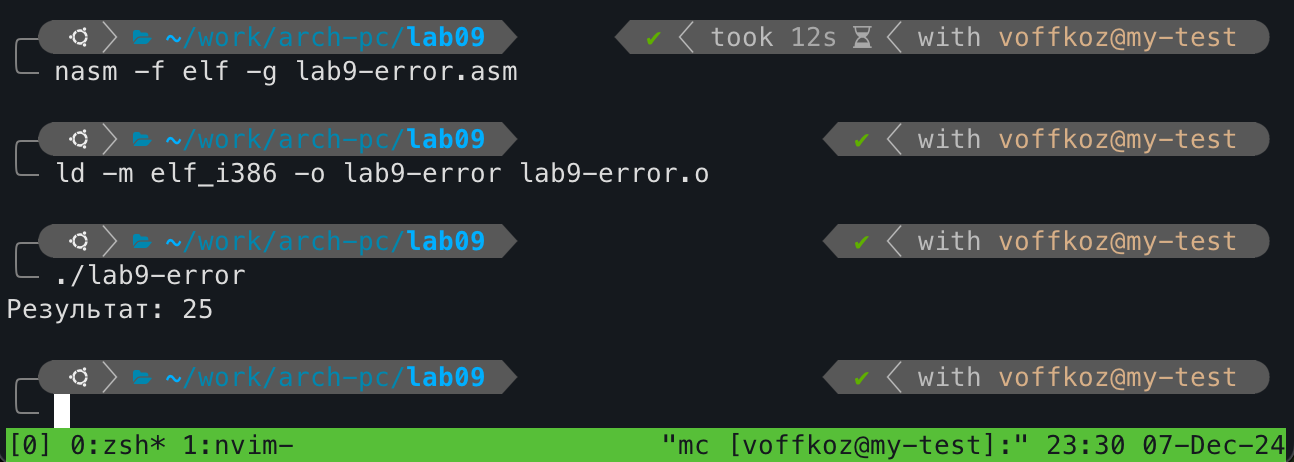 ~/work/arch-pc/lab09 ✔ took 12s with voffkoz@my-test
nasm -f elf -g lab9-error.asm
~/work/arch-pc/lab09 ✔ with voffkoz@my-test
ld -m elf_i386 -o lab9-error lab9-error.o
~/work/arch-pc/lab09 ✔ with voffkoz@my-test
./lab9-error
Результат: 25
~/work/arch-pc/lab09 ✔ with voffkoz@my-test
[0] 0:zsh* 1:nvim- "mc [voffkoz@my-test]:" 23:30 07-Dec-24